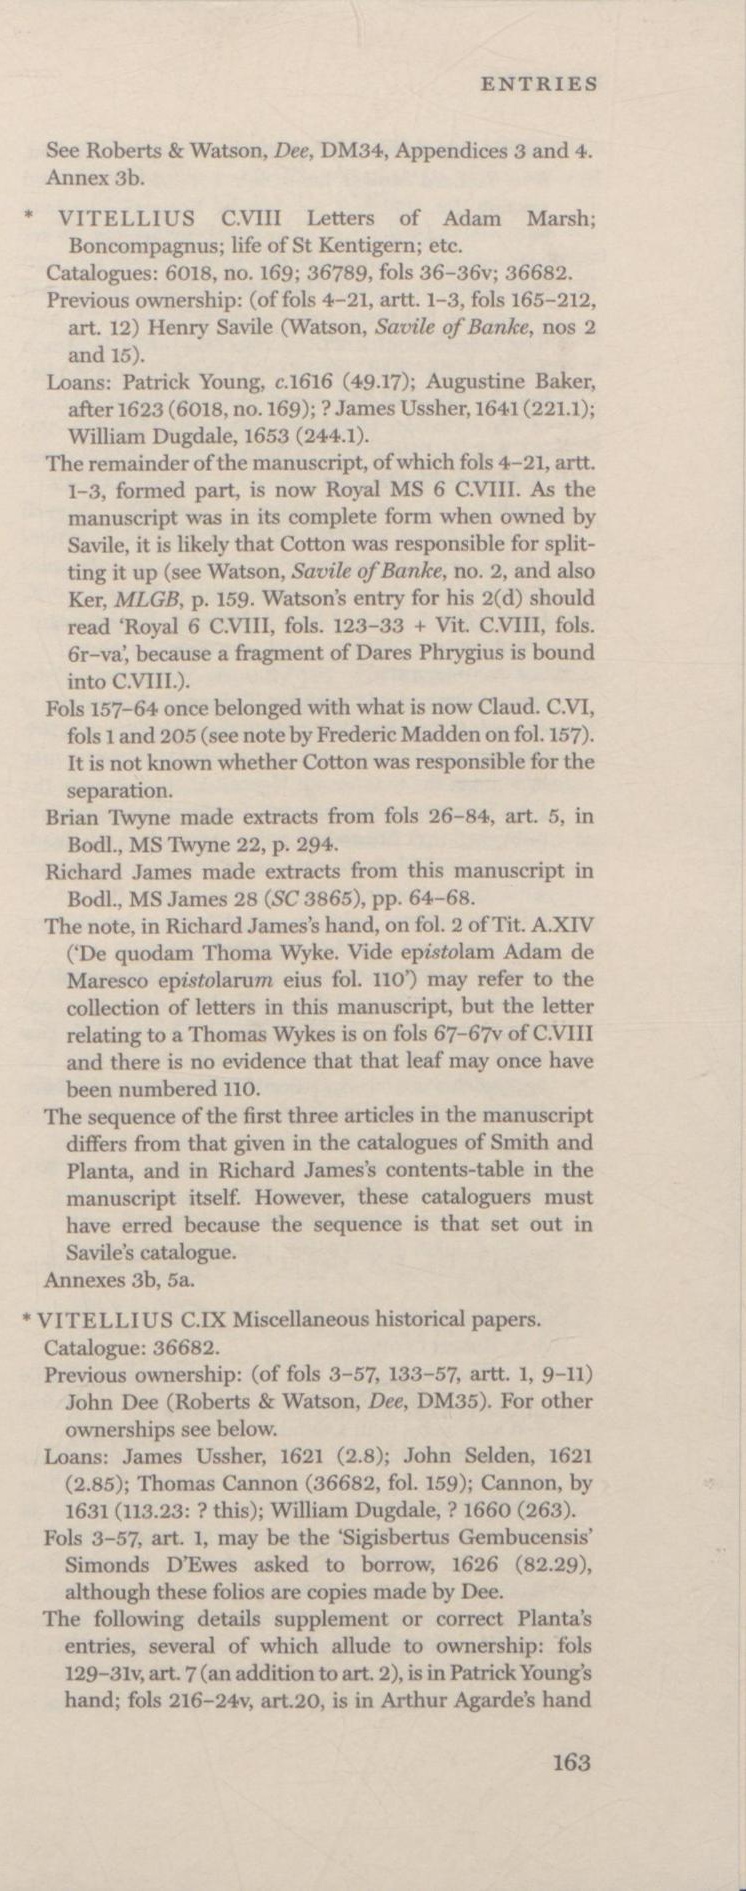 ENTRIES
See Roberts & Watson, Dee, DM34, Appendices 3 and 4.
Annex 3b.
* VITELLIUS C.VIII Letters of Adam Marsh;
Boncompagnus; life of St Kentigern; etc.
Catalogues: 6018, no. 169; 36789, fols 36–36v; 36682.
Previous ownership: (of fols 4–21, artt. 1–3, fols 165–212,
art. 12) Henry Savile (Watson, Savile of Banke, nos 2
and 15).
Loans: Patrick Young, c.1616 (49.17); Augustine Baker,
after 1623 (6018, no. 169); ? James Ussher, 1641 (221.1);
William Dugdale, 1653 (244.1).
The remainder of the manuscript, of which fols 4–21, artt.
1–3, formed part, is now Royal MS 6 C.VIII. As the
manuscript was in its complete form when owned by
Savile, it is likely that Cotton was responsible for split-
ting it up (see Watson, Savile of Banke, no. 2, and also
Ker, MLGB, p. 159. Watson's entry for his 2(d) should
read 'Royal 6 C.VIII, fols. 123–33 + Vit. C.VIII, fols.
6r–va', because a fragment of Dares Phrygius is bound
into C.VIII.).
Fols 157–64 once belonged with what is now Claud. C.VI,
fols 1 and 205 (see note by Frederic Madden on fol. 157).
It is not known whether Cotton was responsible for the
separation.
Brian Twyne made extracts from fols 26–84, art. 5, in
Bodl., MS Twyne 22, p. 294.
Richard James made extracts from this manuscript in
Bodl., MS James 28 (SC 3865), pp. 64–68.
The note, in Richard James's hand, on fol. 2 of Tit. A.XIV
('De quodam Thoma Wyke. Vide epistolam Adam de
Maresco epistolarum eius fol. 110') may refer to the
collection of letters in this manuscript, but the letter
relating to a Thomas Wykes is on fols 67–67v of C.VIII
and there is no evidence that that leaf may once have
been numbered 110.
The sequence of the first three articles in the manuscript
differs from that given in the catalogues of Smith and
Planta, and in Richard James's contents-table in the
manuscript itself. However, these cataloguers must
have erred because the sequence is that set out in
Savile's catalogue.
Annexes 3b, 5a.
* VITELLIUS C.IX Miscellaneous historical papers.
Catalogue: 36682.
Previous ownership: (of fols 3–57, 133–57, artt. 1, 9–11)
John Dee (Roberts & Watson, Dee, DM35). For other
ownerships see below.
Loans: James Ussher, 1621 (2.8); John Selden, 1621
(2.85); Thomas Cannon (36682, fol. 159); Cannon, by
1631 (113.23: ? this); William Dugdale, ? 1660 (263).
Fols 3–57, art. 1, may be the 'Sigisbertus Gembucensis'
Simonds D'Ewes asked to borrow, 1626 (82.29),
although these folios are copies made by Dee.
The following details supplement or correct Planta's
entries, several of which allude to ownership: fols
129–31v, art. 7 (an addition to art. 2), is in Patrick Young's
hand; fols 216–24v, art.20, is in Arthur Agarde's hand
163